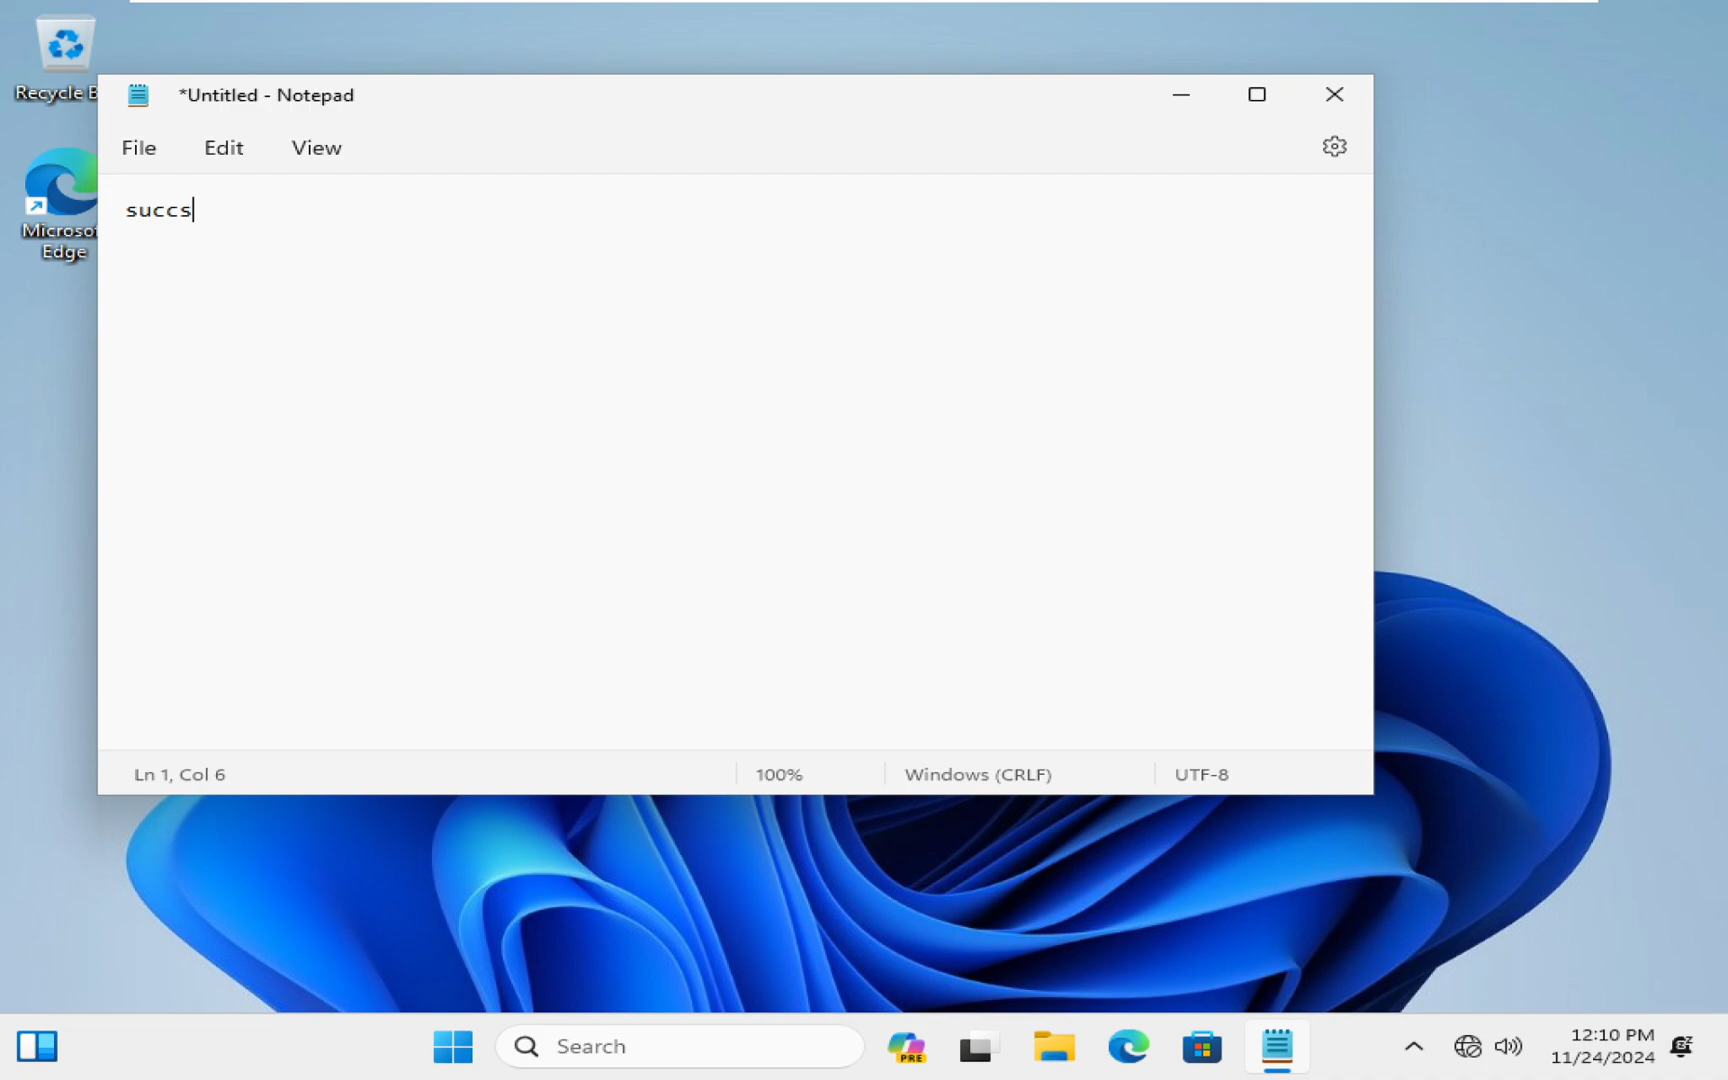 Recycle B
Microsof
Edge
*Untitled - Notepad
File Edit View
succs
Ln 1, Col 6 100% Windows (CRLF) UTF-8
Search
PRE
12:10 PM
11/24/2024